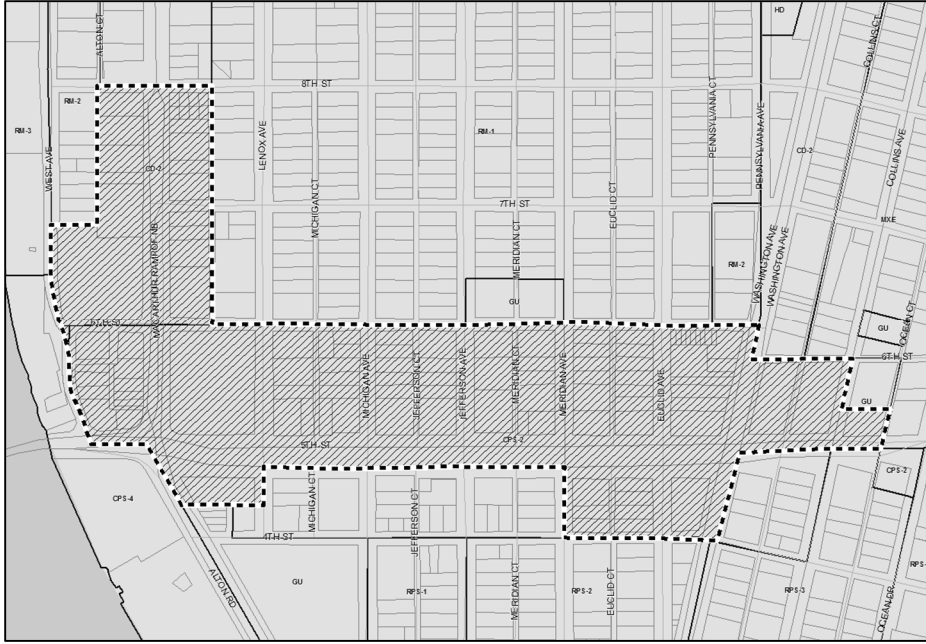 HD
ALTON CT
COLLINS CT
8TH ST
RM-2
RM-3
LENOX AVE
RM-1
PENNSYLVANIA CT
PENNSYLVANIA AVE
CD-2
COLLINS AVE
WEST AVE
CD-2
MICHIGAN CT
7TH ST
MERIDIAN CT
EUCLID CT
MXE
WASHINGTON AVE
WASHINGTON AVE
RM-2
GU
GU
OCEAN CT
6TH ST
6TH ST
MICHIGAN AVE
JEFFERSON CT
JEFFERSON AVE
MERIDIAN CT
MERIDIAN AVE
EUCLID AVE
GU
5TH ST
CPS-2
CPS-2
CPS-4
MICHIGAN CT
JEFFERSON CT
4TH ST
ALTON RD
GU
RPS-1
MERIDIAN CT
RPS-2
EUCLID CT
RPS-3
OCEAN DR